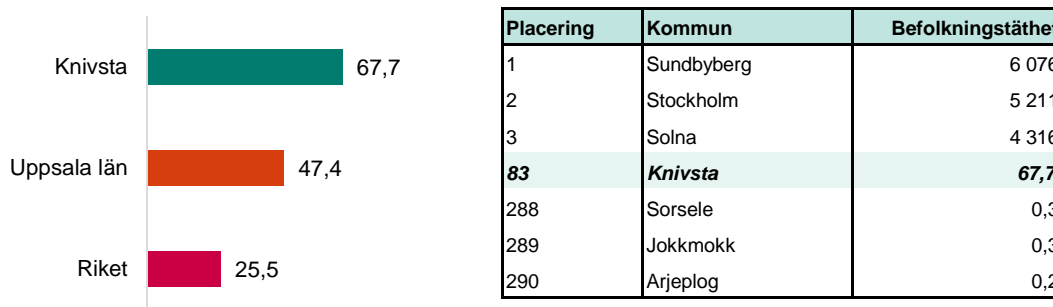 Knivsta 67,7
Uppsala län 47,4
Riket 25,5
Placering Kommun Befolkningstäthet
1 Sundbyberg 6 076
2 Stockholm 5 211
3 Solna 4 316
83 Knivsta 67,7
288 Sorsele 0,3
289 Jokkmokk 0,3
290 Arjeplog 0,2